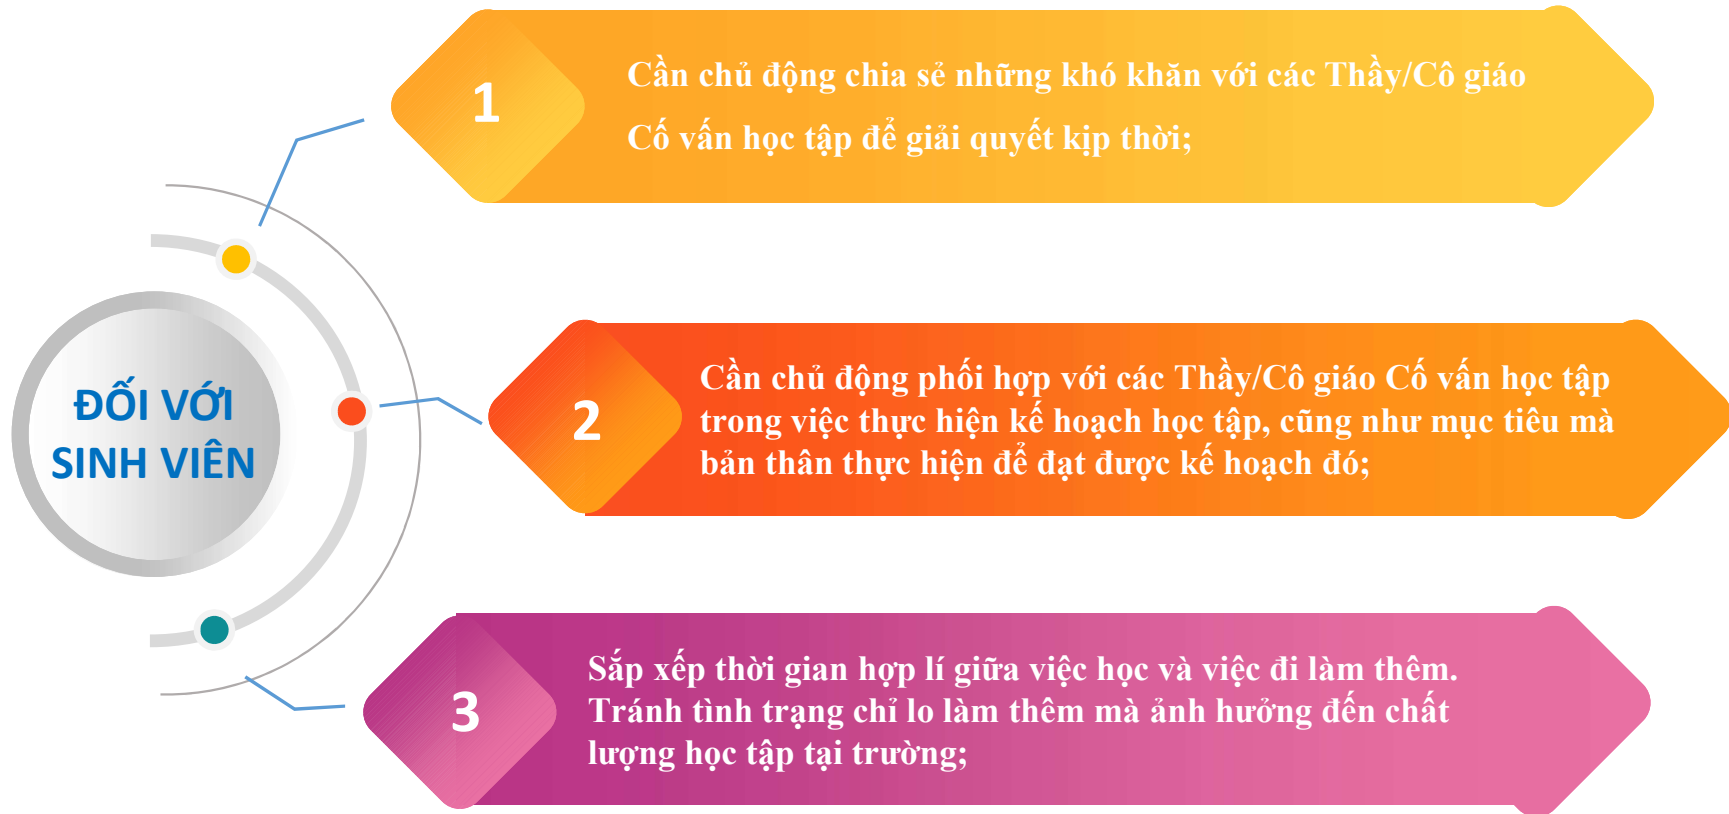 ĐỐI VỚI
SINH VIÊN
1
Cần chủ động chia sẻ những khó khăn với các Thầy/Cô giáo
Cố vấn học tập để giải quyết kịp thời;
2
Cần chủ động phối hợp với các Thầy/Cô giáo Cố vấn học tập
trong việc thực hiện kế hoạch học tập, cũng như mục tiêu mà
bản thân thực hiện để đạt được kế hoạch đó;
3
Sắp xếp thời gian hợp lí giữa việc học và việc đi làm thêm.
Tránh tình trạng chỉ lo làm thêm mà ảnh hưởng đến chất
lượng học tập tại trường;